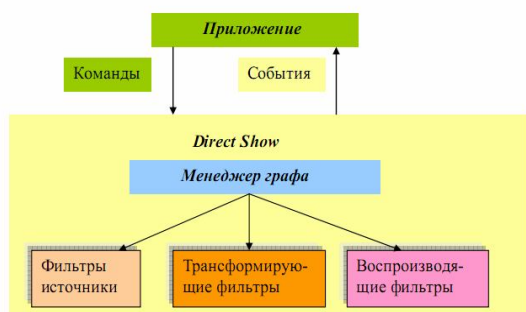 Приложение
Команды
События
Direct Show
Менеджер графа
Фильтры
источники
Трансформирую-
щие фильтры
Воспроизводя-
щие фильтры